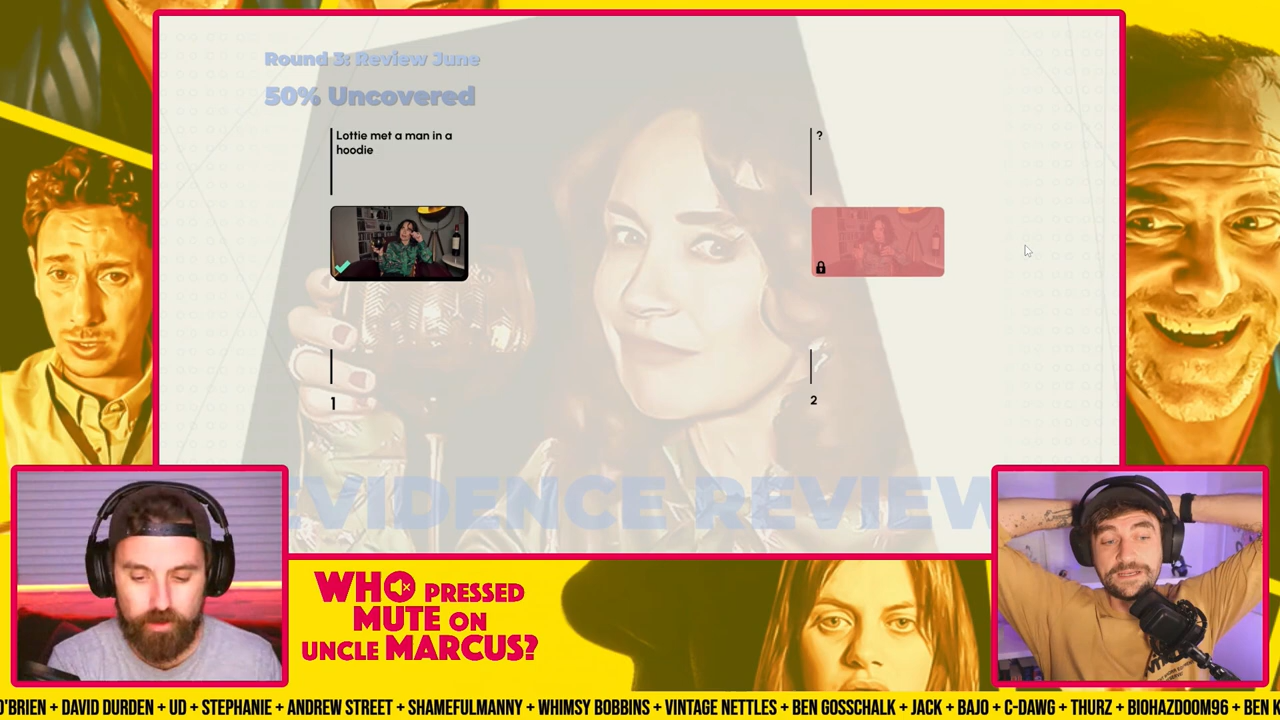 Round 3: Review June
50% Uncovered
Lottie met a man in a
hoodie
?
1
2
EVIDENCE REVIEW
WHO PRESSED
MUTE ON
UNCLE MARCUS?
O'BRIEN + DAVID DURDEN + UD + STEPHANIE + ANDREW STREET + SHAMEFULMANNY + WHIMSY BOBBINS + VINTAGE NETTLES + BEN GOSSCHALK + JACK + BAJO + C-DAWG + THURZ + BIOHAZDOOM96 + BEN K